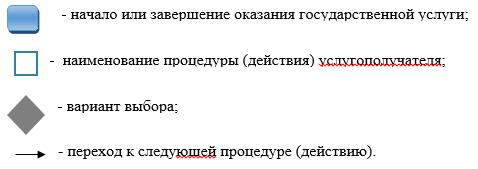 - начало или завершение оказания государственной услуги;
- наименование процедуры (действия) услугополучателя;
- вариант выбора;
- переход к следующей процедуре (действию).